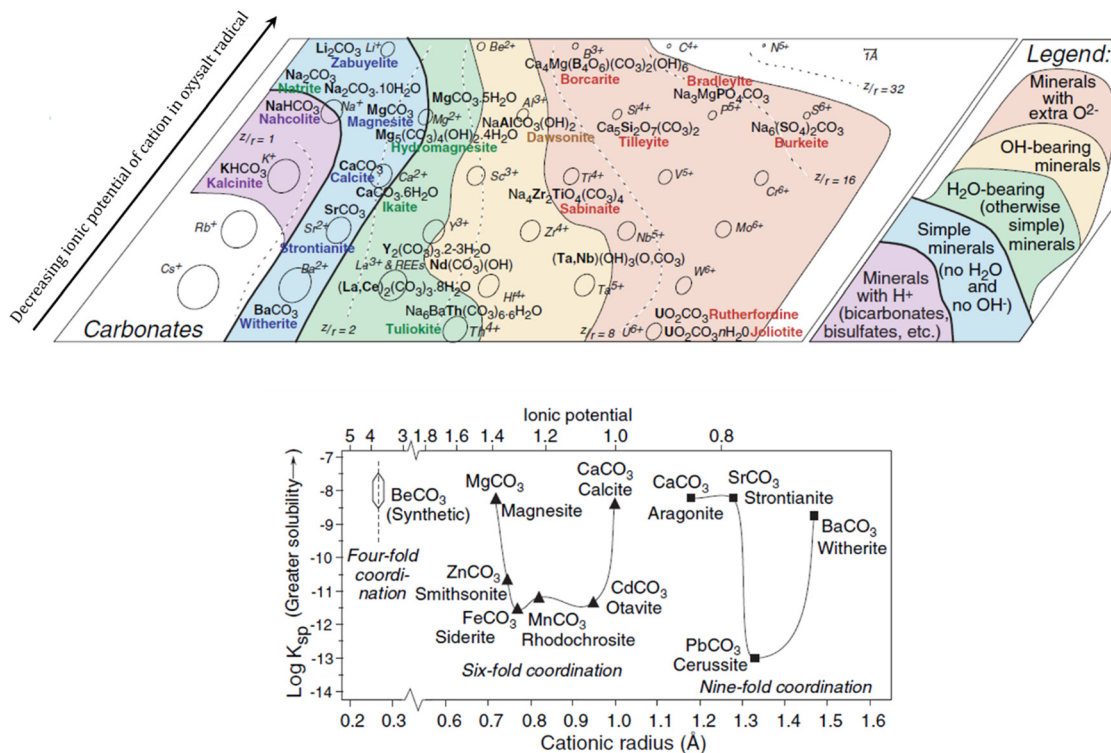 Decreasing ionic potential of cation in oxysalt radical
Li₂CO₃ Li⁺
Zabuyelite
Be²⁺
B³⁺
C⁴⁺
N⁵⁺
1Å
Legend:
Na₂CO₃
Natrite
Na₂CO₃.10H₂O
Ca₄Mg(B₄O₆)(CO₃)₂(OH)₆
Borcarite
Bradleyite
Na₃MgPO₄CO₃
z/r = 32
Minerals
with
extra O²⁻
NaHCO₃
Nahcolite
Na⁺
MgCO₃
Magnesite
Mg²⁺
MgCO₃.5H₂O
Al³⁺
NaAlCO₃(OH)₂
Dawsonite
Si⁴⁺
Ca₅Si₂O₇(CO₃)₂
Tilleyite
P⁵⁺
S⁶⁺
Na₆(SO₄)₂CO₃
Burkeite
z/r = 1
Mg₅(CO₃)₄(OH)₂.4H₂O
Hydromagnesite
OH-bearing
minerals
KHCO₃
K⁺
Kalcinite
CaCO₃
Calcite
Ca²⁺
CaCO₃.6H₂O
Ikaite
Sc³⁺
Ti⁴⁺
Na₄Zr₂TiO₄(CO₃)₄
Sabinaite
V⁵⁺
Cr⁶⁺
z/r = 16
H₂O-bearing
(otherwise
simple)
minerals
Rb⁺
SrCO₃
Sr²⁺
Strontianite
Y³⁺
Y₂(CO₃)₃.2-3H₂O
Zr⁴⁺
Nb⁵⁺
Mo⁶⁺
Simple
minerals
(no H₂O
and
no OH-)
Cs⁺
Ba²⁺
La³⁺ & REEs
Nd(CO₃)(OH)
(Ta,Nb)(OH)₃(O,CO₃)
(La,Ce)₂(CO₃)₃.8H₂O
Hf⁴⁺
Ta⁵⁺
W⁶⁺
Minerals
with H⁺
(bicarbonates,
bisulfates, etc.)
Carbonates
BaCO₃
Witherite
z/r = 2
Na₆BaTh(CO₃)₆·6H₂O
Tuliokite
Th⁴⁺
z/r = 8
U⁶⁺
UO₂CO₃ Rutherfordine
UO₂CO₃nH₂0 Joliotite
Ionic potential
5 4 3 1.8 1.6 1.4 1.2 1.0 0.8
Log Kₛₚ (Greater solubility→)
-7
-8
-9
-10
-11
-12
-13
-14
BeCO₃
(Synthetic)
Four-fold
coordi-
nation
MgCO₃
Magnesite
CaCO₃
Calcite
CaCO₃
Aragonite
SrCO₃
Strontianite
BaCO₃
Witherite
ZnCO₃
Smithsonite
FeCO₃
Siderite
MnCO₃
Rhodochrosite
CdCO₃
Otavite
PbCO₃
Cerussite
Six-fold coordination
Nine-fold coordination
0.2 0.3 0.6 0.7 0.8 0.9 1.0 1.1 1.2 1.3 1.4 1.5 1.6
Cationic radius (Å)